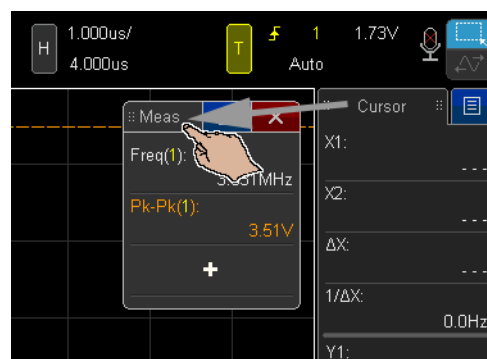 H
1.000us/
4.000us
T
1
1.73V
Auto
Meas
Freq(1):
Pk-Pk(1):
3.51V
+
Cursor
X1:
---
X2:
---
ΔX:
---
1/ΔX:
0.0Hz
Y1: